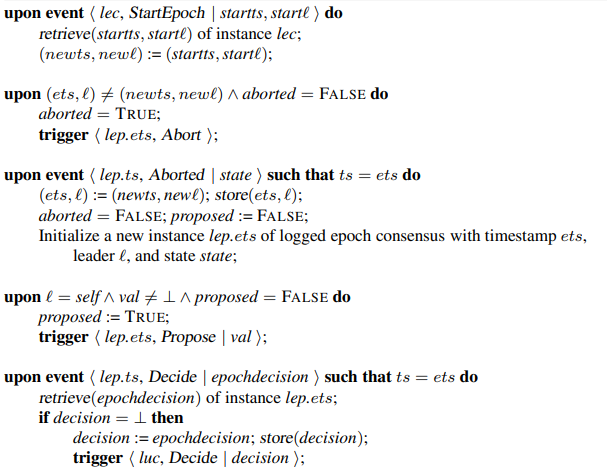 upon event ⟨ lec, StartEpoch | startts, startℓ ⟩ do
retrieve(startts, startℓ) of instance lec;
(newts, newℓ) := (startts, startℓ);
upon (ets, ℓ) ≠ (newts, newℓ) ∧ aborted = FALSE do
aborted = TRUE;
trigger ⟨ lep.ets, Abort ⟩;
upon event ⟨ lep.ts, Aborted | state ⟩ such that ts = ets do
(ets, ℓ) := (newts, newℓ); store(ets, ℓ);
aborted = FALSE; proposed := FALSE;
Initialize a new instance lep.ets of logged epoch consensus with timestamp ets,
leader ℓ, and state state;
upon ℓ = self ∧ val ≠ ⊥ ∧ proposed = FALSE do
proposed := TRUE;
trigger ⟨ lep.ets, Propose | val ⟩;
upon event ⟨ lep.ts, Decide | epochdecision ⟩ such that ts = ets do
retrieve(epochdecision) of instance lep.ets;
if decision = ⊥ then
decision := epochdecision; store(decision);
trigger ⟨ luc, Decide | decision ⟩;